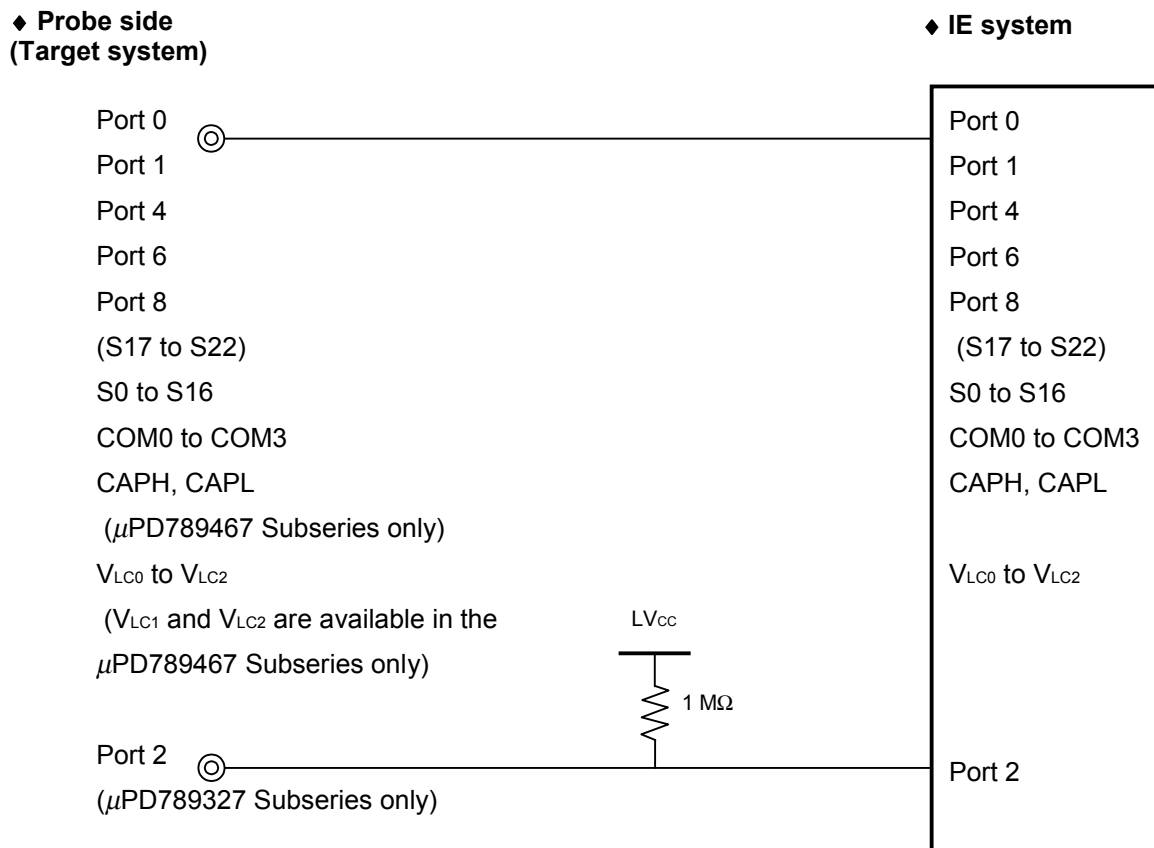 ♦ Probe side
(Target system)
♦ IE system
Port 0
Port 1
Port 4
Port 6
Port 8
(S17 to S22)
S0 to S16
COM0 to COM3
CAPH, CAPL
(μPD789467 Subseries only)
VLC0 to VLC2
(VLC1 and VLC2 are available in the
μPD789467 Subseries only)
LVCC
1 MΩ
Port 2
(μPD789327 Subseries only)
Port 0
Port 1
Port 4
Port 6
Port 8
(S17 to S22)
S0 to S16
COM0 to COM3
CAPH, CAPL
VLC0 to VLC2
Port 2